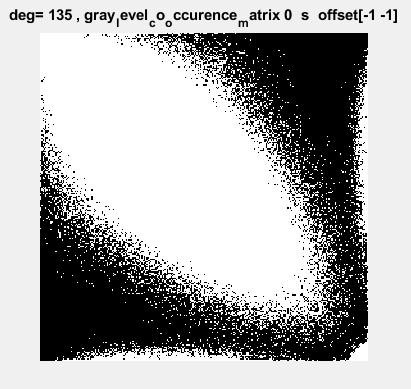 deg= 135 , gray_level_co_occurence_matrix 0 s offset[-1 -1]